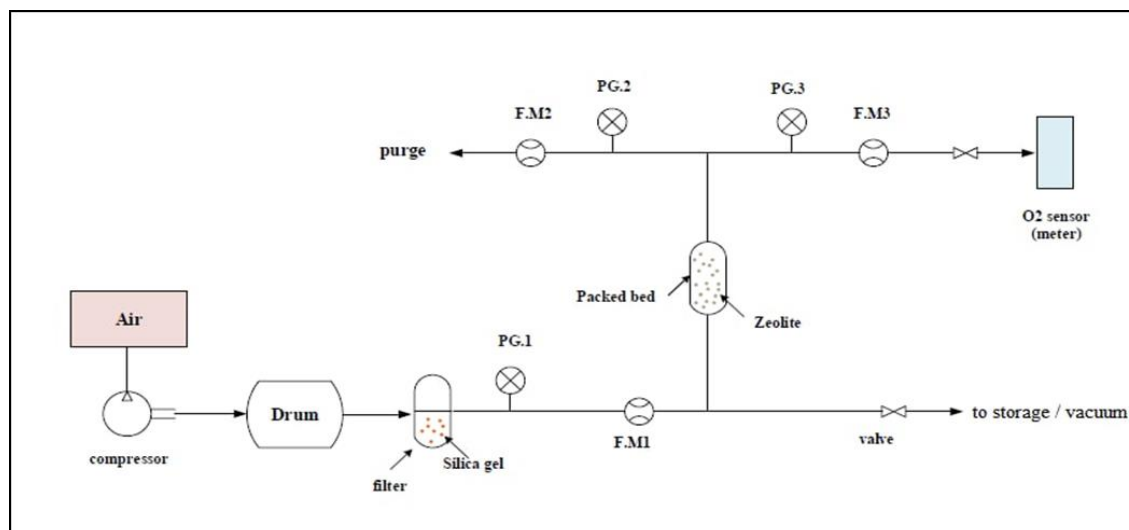 PG.2
PG.3
F.M2
F.M3
purge
O2 sensor
(meter)
Packed bed
Zeolite
Air
PG.1
Drum
to storage / vacuum
F.M1
valve
compressor
Silica gel
filter